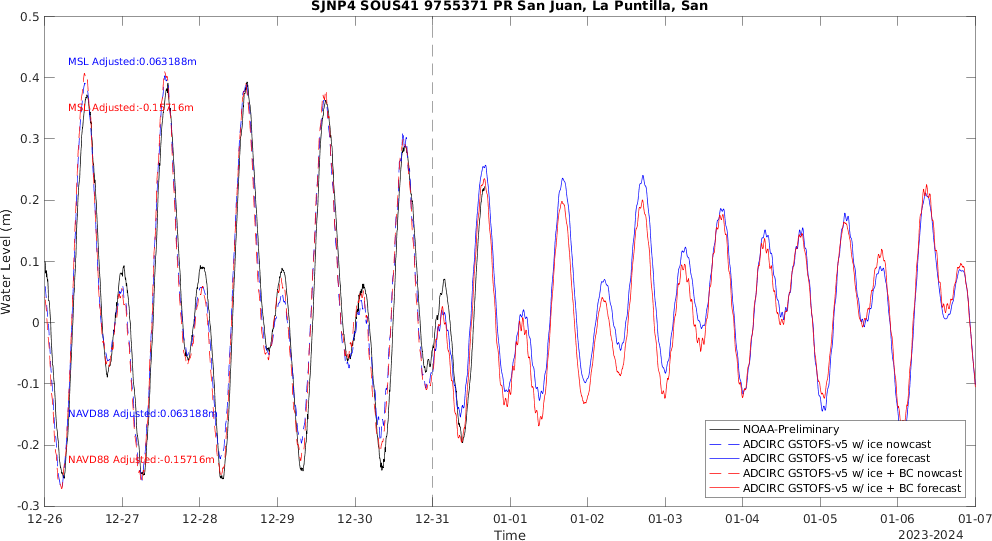 SJNP4 SOUS41 9755371 PR San Juan, La Puntilla, San
0.5
0.4
0.3
0.2
0.1
0
-0.1
-0.2
-0.3
Water Level (m)
MSL Adjusted:0.063188m
MSL Adjusted:-0.15716m
NAVD88 Adjusted:0.063188m
NAVD88 Adjusted:-0.15716m
NOAA-Preliminary
ADCIRC GSTOFS-v5 w/ ice nowcast
ADCIRC GSTOFS-v5 w/ ice forecast
ADCIRC GSTOFS-v5 w/ ice + BC nowcast
ADCIRC GSTOFS-v5 w/ ice + BC forecast
12-26 12-27 12-28 12-29 12-30 12-31 01-01 01-02 01-03 01-04 01-05 01-06 01-07
Time
2023-2024